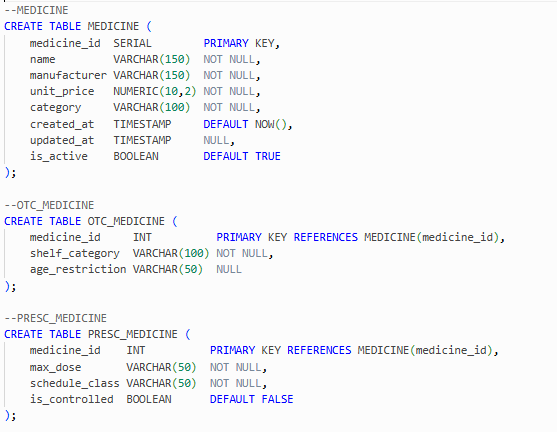 --MEDICINE
CREATE TABLE MEDICINE (
    medicine_id  SERIAL       PRIMARY KEY,
    name         VARCHAR(150)  NOT NULL,
    manufacturer VARCHAR(150)  NOT NULL,
    unit_price   NUMERIC(10,2) NOT NULL,
    category     VARCHAR(100)  NOT NULL,
    created_at   TIMESTAMP     DEFAULT NOW(),
    updated_at   TIMESTAMP     NULL,
    is_active    BOOLEAN       DEFAULT TRUE
);
--OTC_MEDICINE
CREATE TABLE OTC_MEDICINE (
    medicine_id     INT          PRIMARY KEY REFERENCES MEDICINE(medicine_id),
    shelf_category  VARCHAR(100) NOT NULL,
    age_restriction VARCHAR(50)  NULL
);
--PRESC_MEDICINE
CREATE TABLE PRESC_MEDICINE (
    medicine_id    INT          PRIMARY KEY REFERENCES MEDICINE(medicine_id),
    max_dose       VARCHAR(50)  NOT NULL,
    schedule_class VARCHAR(50)  NOT NULL,
    is_controlled  BOOLEAN      DEFAULT FALSE
);